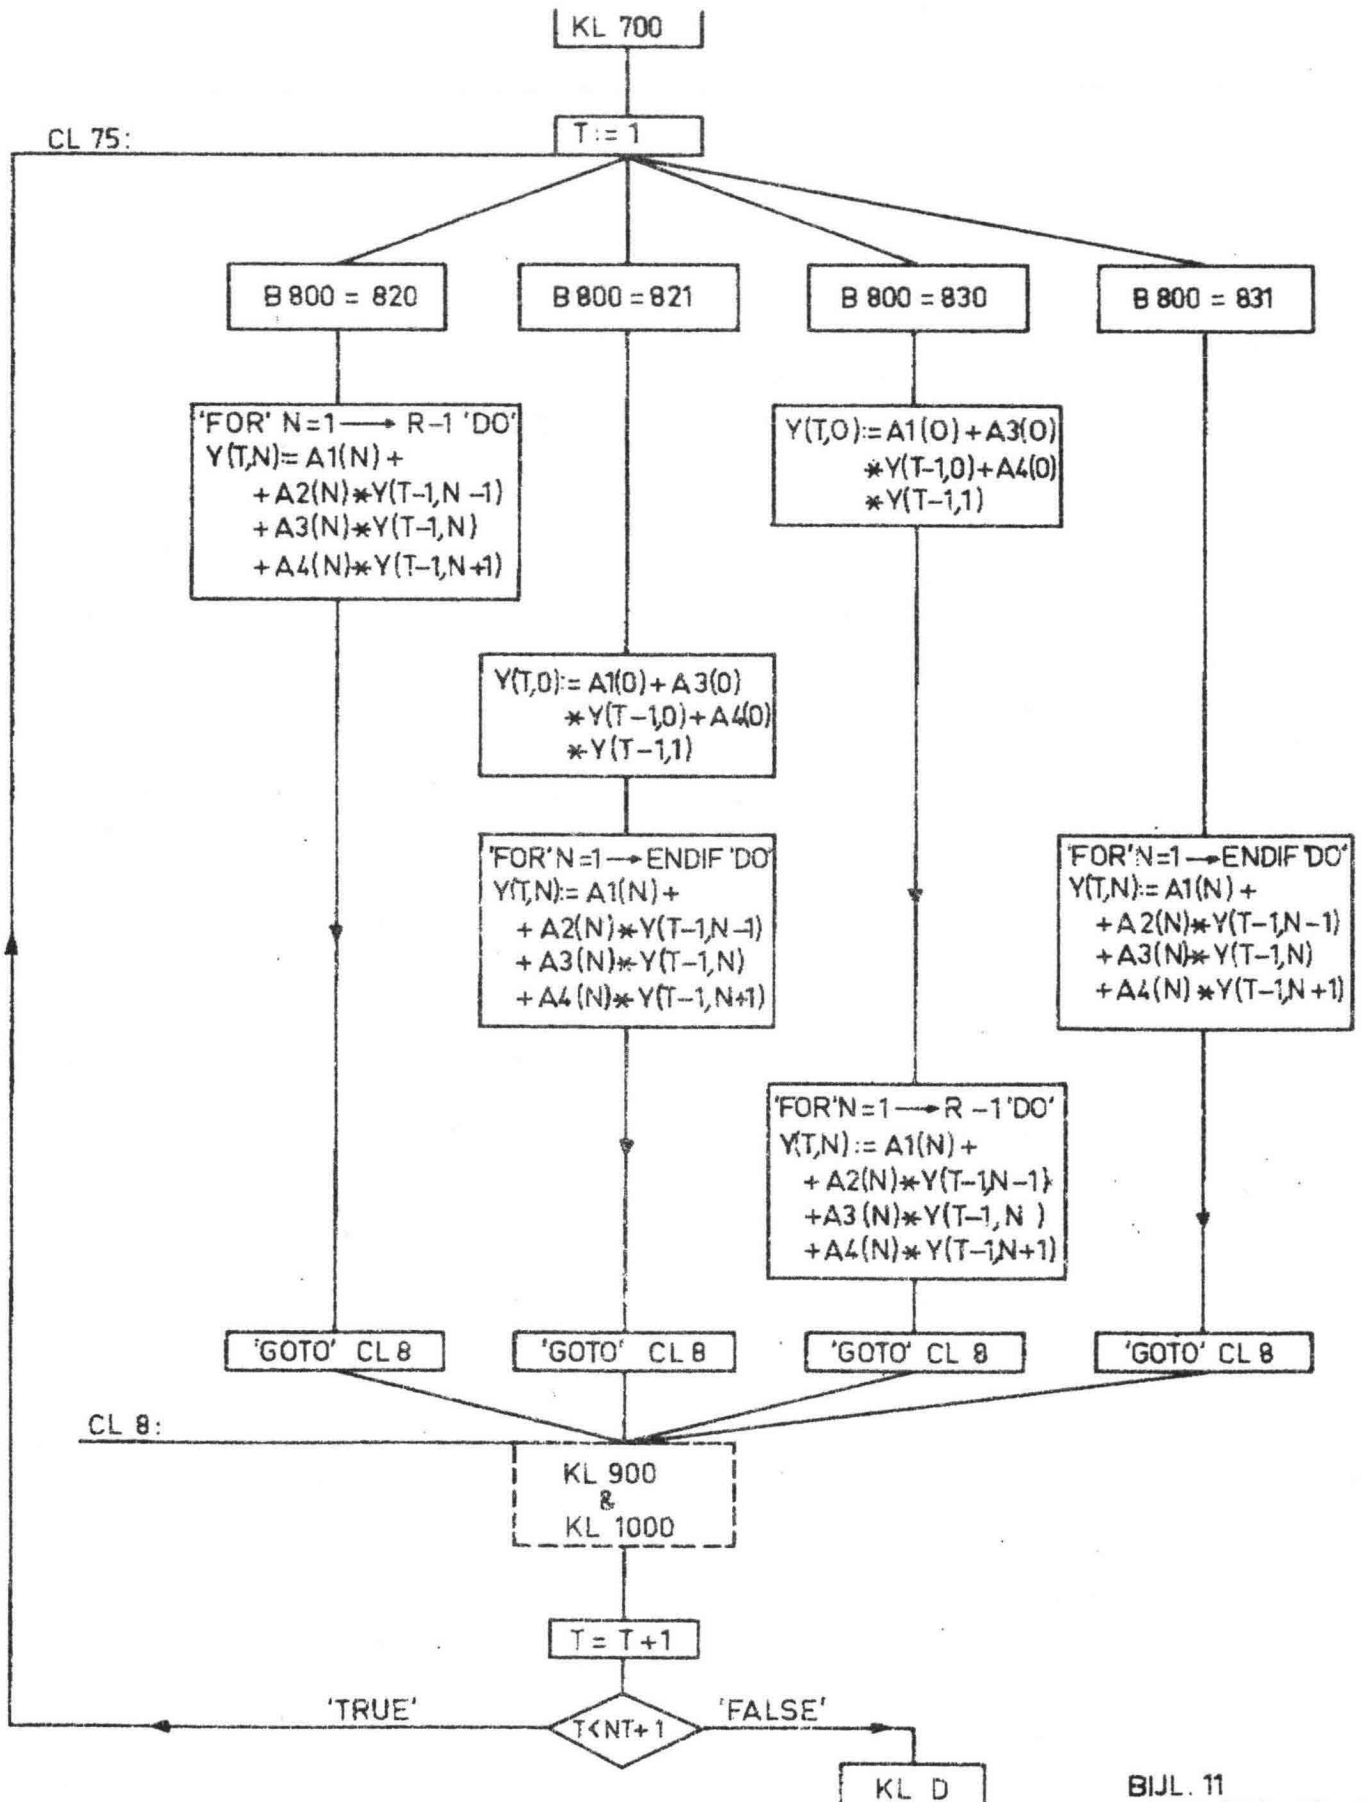 KL 700
T := 1
CL 75:
B 800 = 820
B 800 = 821
B 800 = 830
B 800 = 831
'FOR' N=1 → R-1 'DO'
Y(T,N)= A1(N) +
+A2(N)*Y(T-1,N-1)
+A3(N)*Y(T-1,N)
+A4(N)*Y(T-1,N+1)
Y(T,0):= A1(0)+A3(0)
*Y(T-1,0)+A4(0)
*Y(T-1,1)
'FOR'N=1 → ENDIF'DO'
Y(T,N):= A1(N)+
+A2(N)*Y(T-1,N-1)
+A3(N)*Y(T-1,N)
+A4(N)*Y(T-1,N+1)
Y(T,0):=A1(0)+A3(0)
*Y(T-1,0)+A4(0)
*Y(T-1,1)
'FOR'N=1 → R-1'DO'
Y(T,N):= A1(N)+
+A2(N)*Y(T-1,N-1)
+A3(N)*Y(T-1,N)
+A4(N)*Y(T-1,N+1)
'FOR'N=1 → ENDIF'DO'
Y(T,N):= A1(N)+
+A2(N)*Y(T-1,N-1)
+A3(N)*Y(T-1,N)
+A4(N)*Y(T-1,N+1)
'GOTO' CL 8
'GOTO' CL 8
'GOTO' CL 8
'GOTO' CL 8
CL 8:
KL 900
&
KL 1000
T = T+1
'TRUE'
T<NT+1
'FALSE'
KL D
BIJL. 11